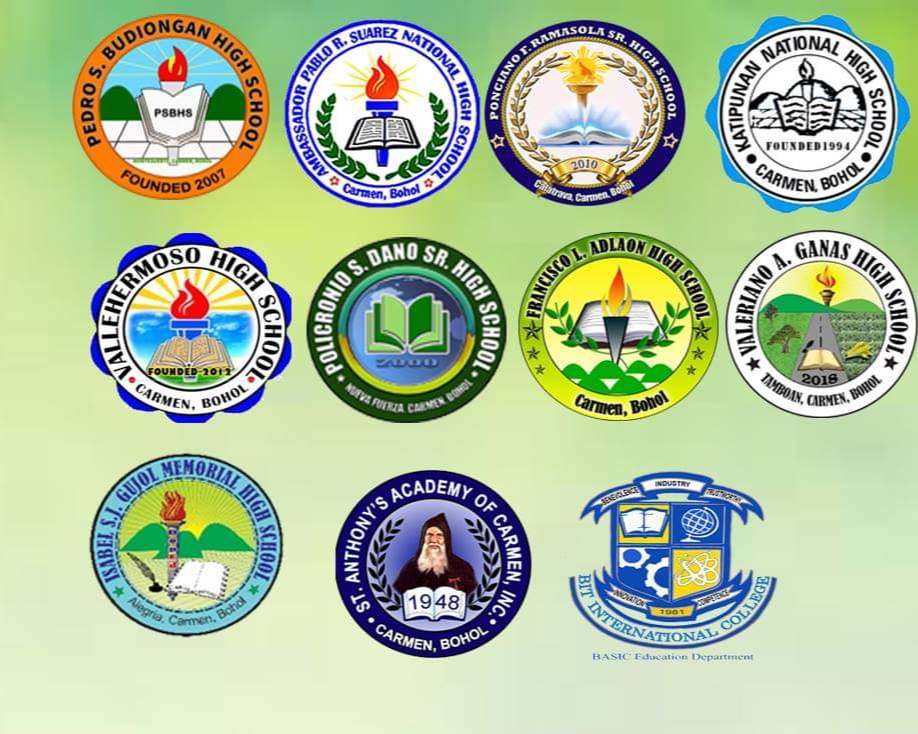 PEDRO S. BUDIONGAN HIGH SCHOOL
PSBHS
FOUNDED 2007
AMBASSADOR PABLO R. SUAREZ NATIONAL HIGH SCHOOL
Carmen, Bohol
PONCIANO F. RAMASOLA SR. HIGH SCHOOL
2010
Calatrava, Carmen, Bohol
KATIPUNAN NATIONAL HIGH SCHOOL
FOUNDED 1994
CARMEN, BOHOL
VALLEHERMOSO HIGH SCHOOL
FOUNDED 2012
CARMEN, BOHOL
POLICRONIO S. DANO SR. HIGH SCHOOL
2000
NUEVA FUERZA, CARMEN, BOHOL
FRANCISCO L. ADLAON HIGH SCHOOL
Carmen, Bohol
VALERIANO A. GANAS HIGH SCHOOL
2018
TAMBOAN, CARMEN, BOHOL
ISABEL S.J. GUJOL MEMORIAL HIGH SCHOOL
Alegria, Carmen, Bohol
ST. ANTHONY'S ACADEMY OF CARMEN, INC.
1948
CARMEN, BOHOL
BENEVOLENCE
INDUSTRY
TRUSTWORTHY
INNOVATION
COMPETENCE
1981
BIT INTERNATIONAL COLLEGE
BASIC Education Department